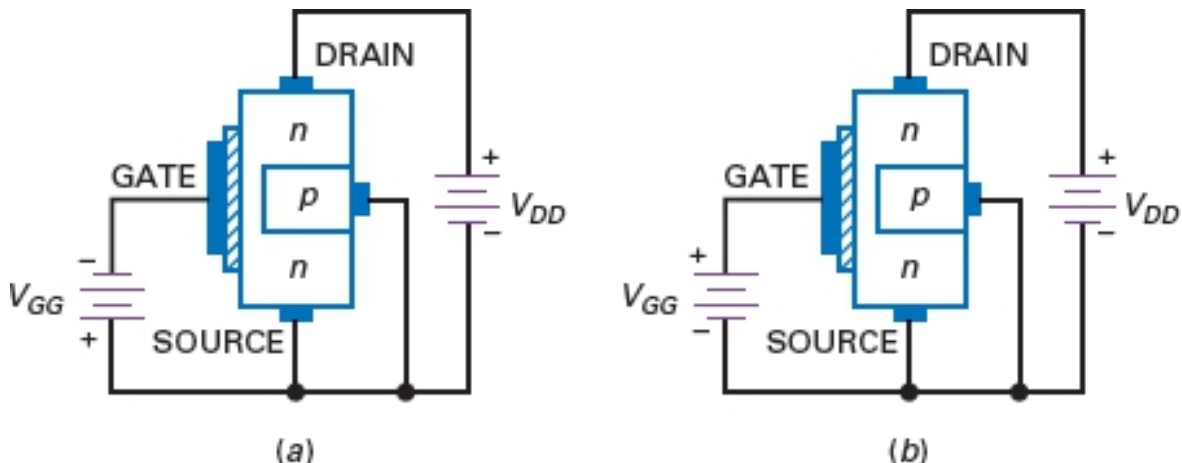 DRAIN
n
GATE
p
+
V_DD
−
n
−
V_GG
+
SOURCE
(a)
DRAIN
n
GATE
p
+
V_DD
−
n
+
V_GG
−
SOURCE
(b)